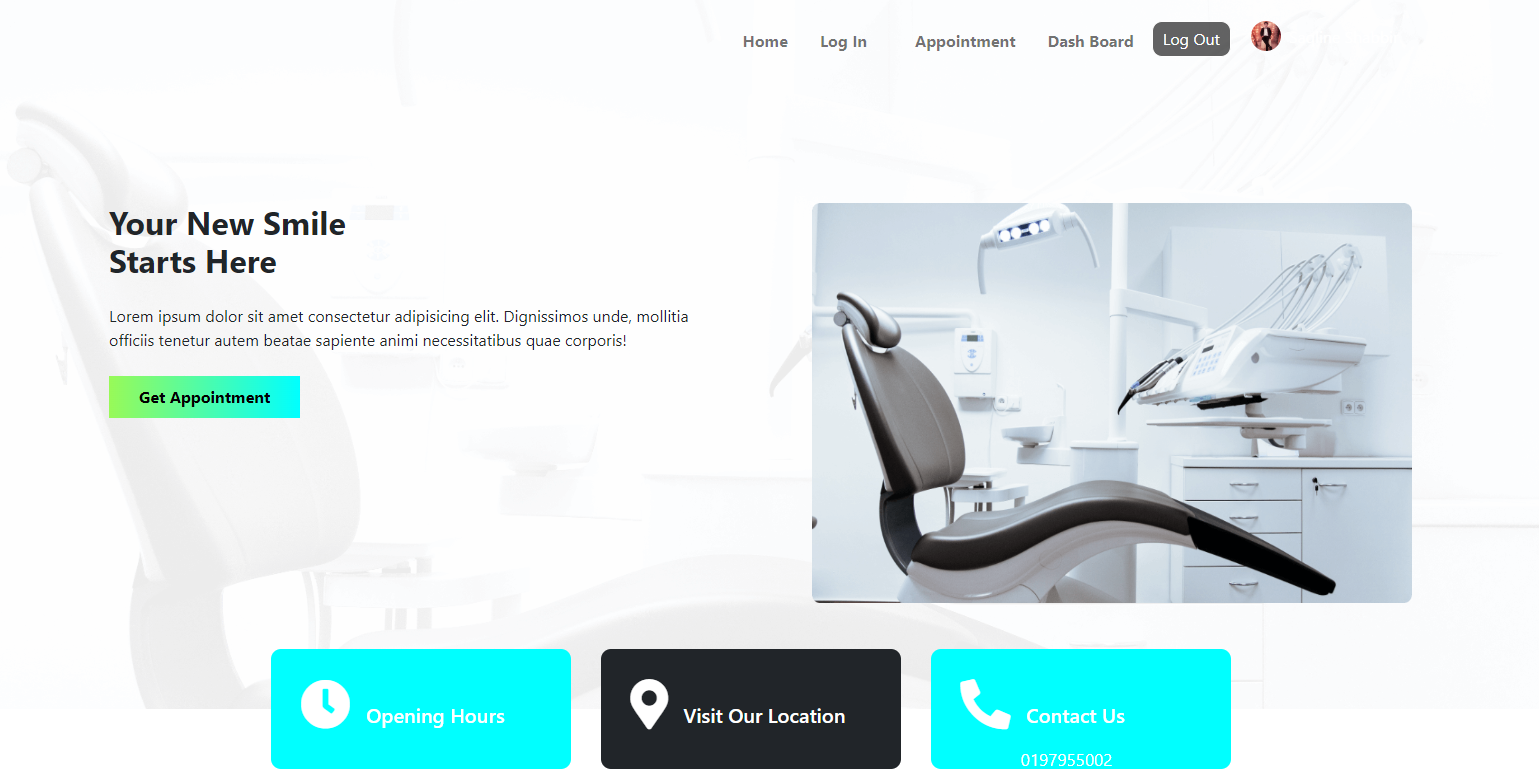 Home Log In Appointment Dash Board Log Out
Your New Smile
Starts Here
Lorem ipsum dolor sit amet consectetur adipisicing elit. Dignissimos unde, mollitia
officiis tenetur autem beatae sapiente animi necessitatibus quae corporis!
Get Appointment
Opening Hours
Visit Our Location
Contact Us
0197955002